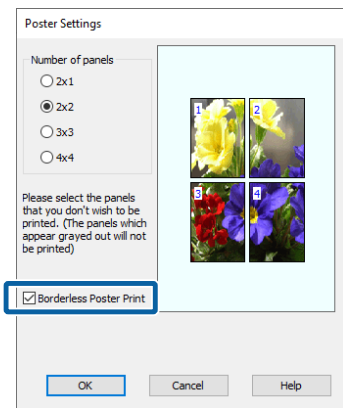 Poster Settings
Number of panels
2x1
2x2
3x3
4x4
Please select the panels
that you don't wish to be
printed. (The panels which
appear grayed out will not
be printed)
Borderless Poster Print
1 2
3 4
OK Cancel Help